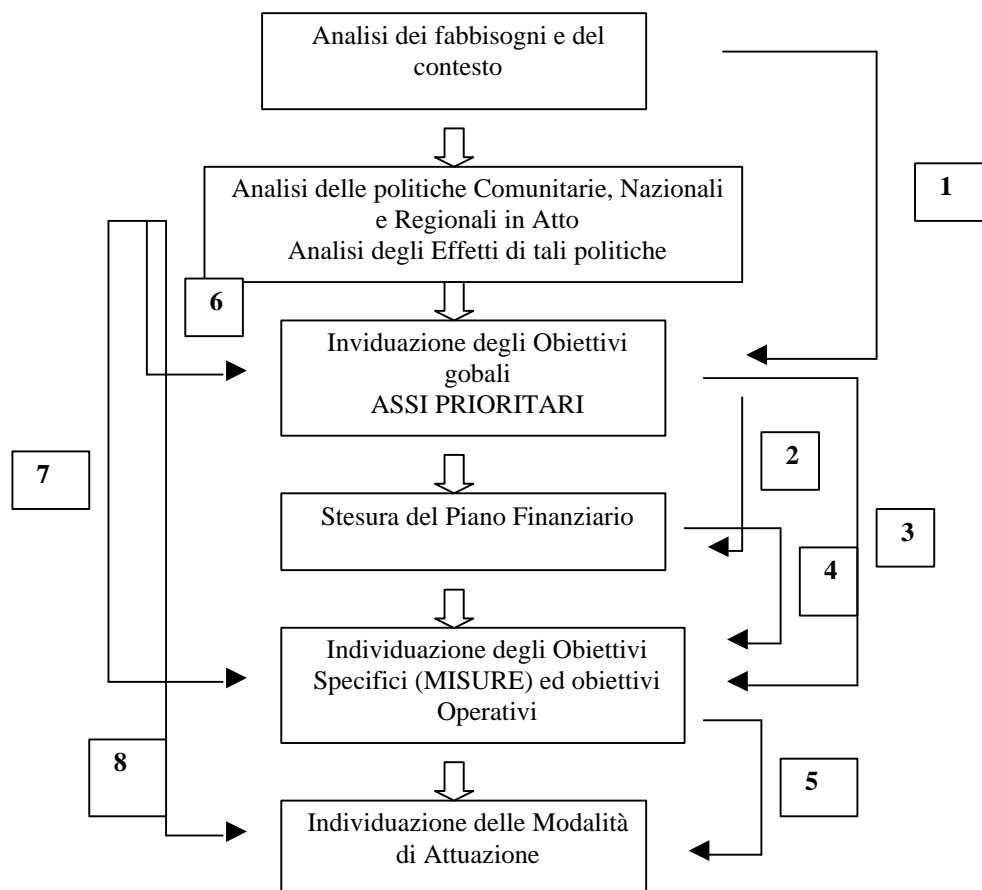 Analisi dei fabbisogni e del
contesto
1
Analisi delle politiche Comunitarie, Nazionali
e Regionali in Atto
Analisi degli Effetti di tali politiche
6
Inviduazione degli Obiettivi
gobali
ASSI PRIORITARI
2
7
Stesura del Piano Finanziario
3
4
Individuazione degli Obiettivi
Specifici (MISURE) ed obiettivi
Operativi
8
5
Individuazione delle Modalità
di Attuazione